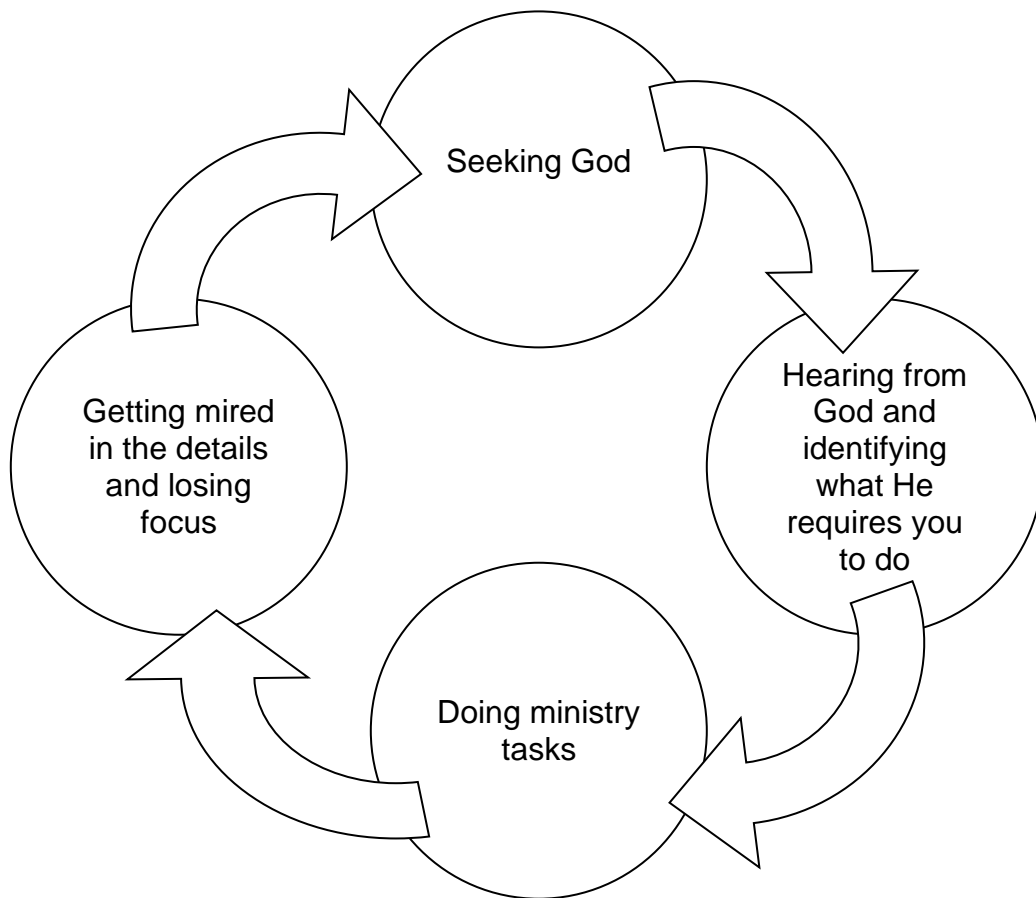 Seeking God
Hearing from
God and
identifying
what He
requires you
to do
Doing ministry
tasks
Getting mired
in the details
and losing
focus